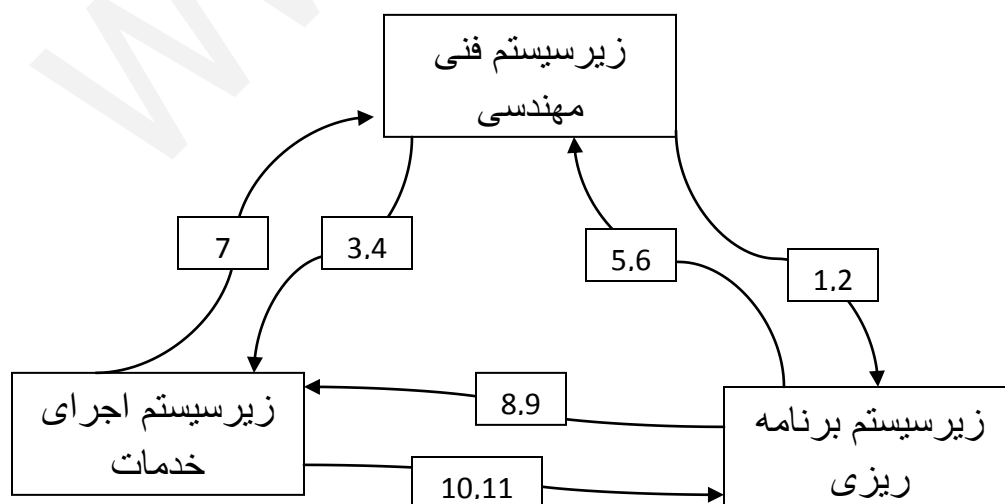 زیرسیستم فنی
مهندسی
7
3,4
5,6
1,2
زیرسیستم اجرای
خدمات
8,9
زیرسیستم برنامه
ریزی
10,11